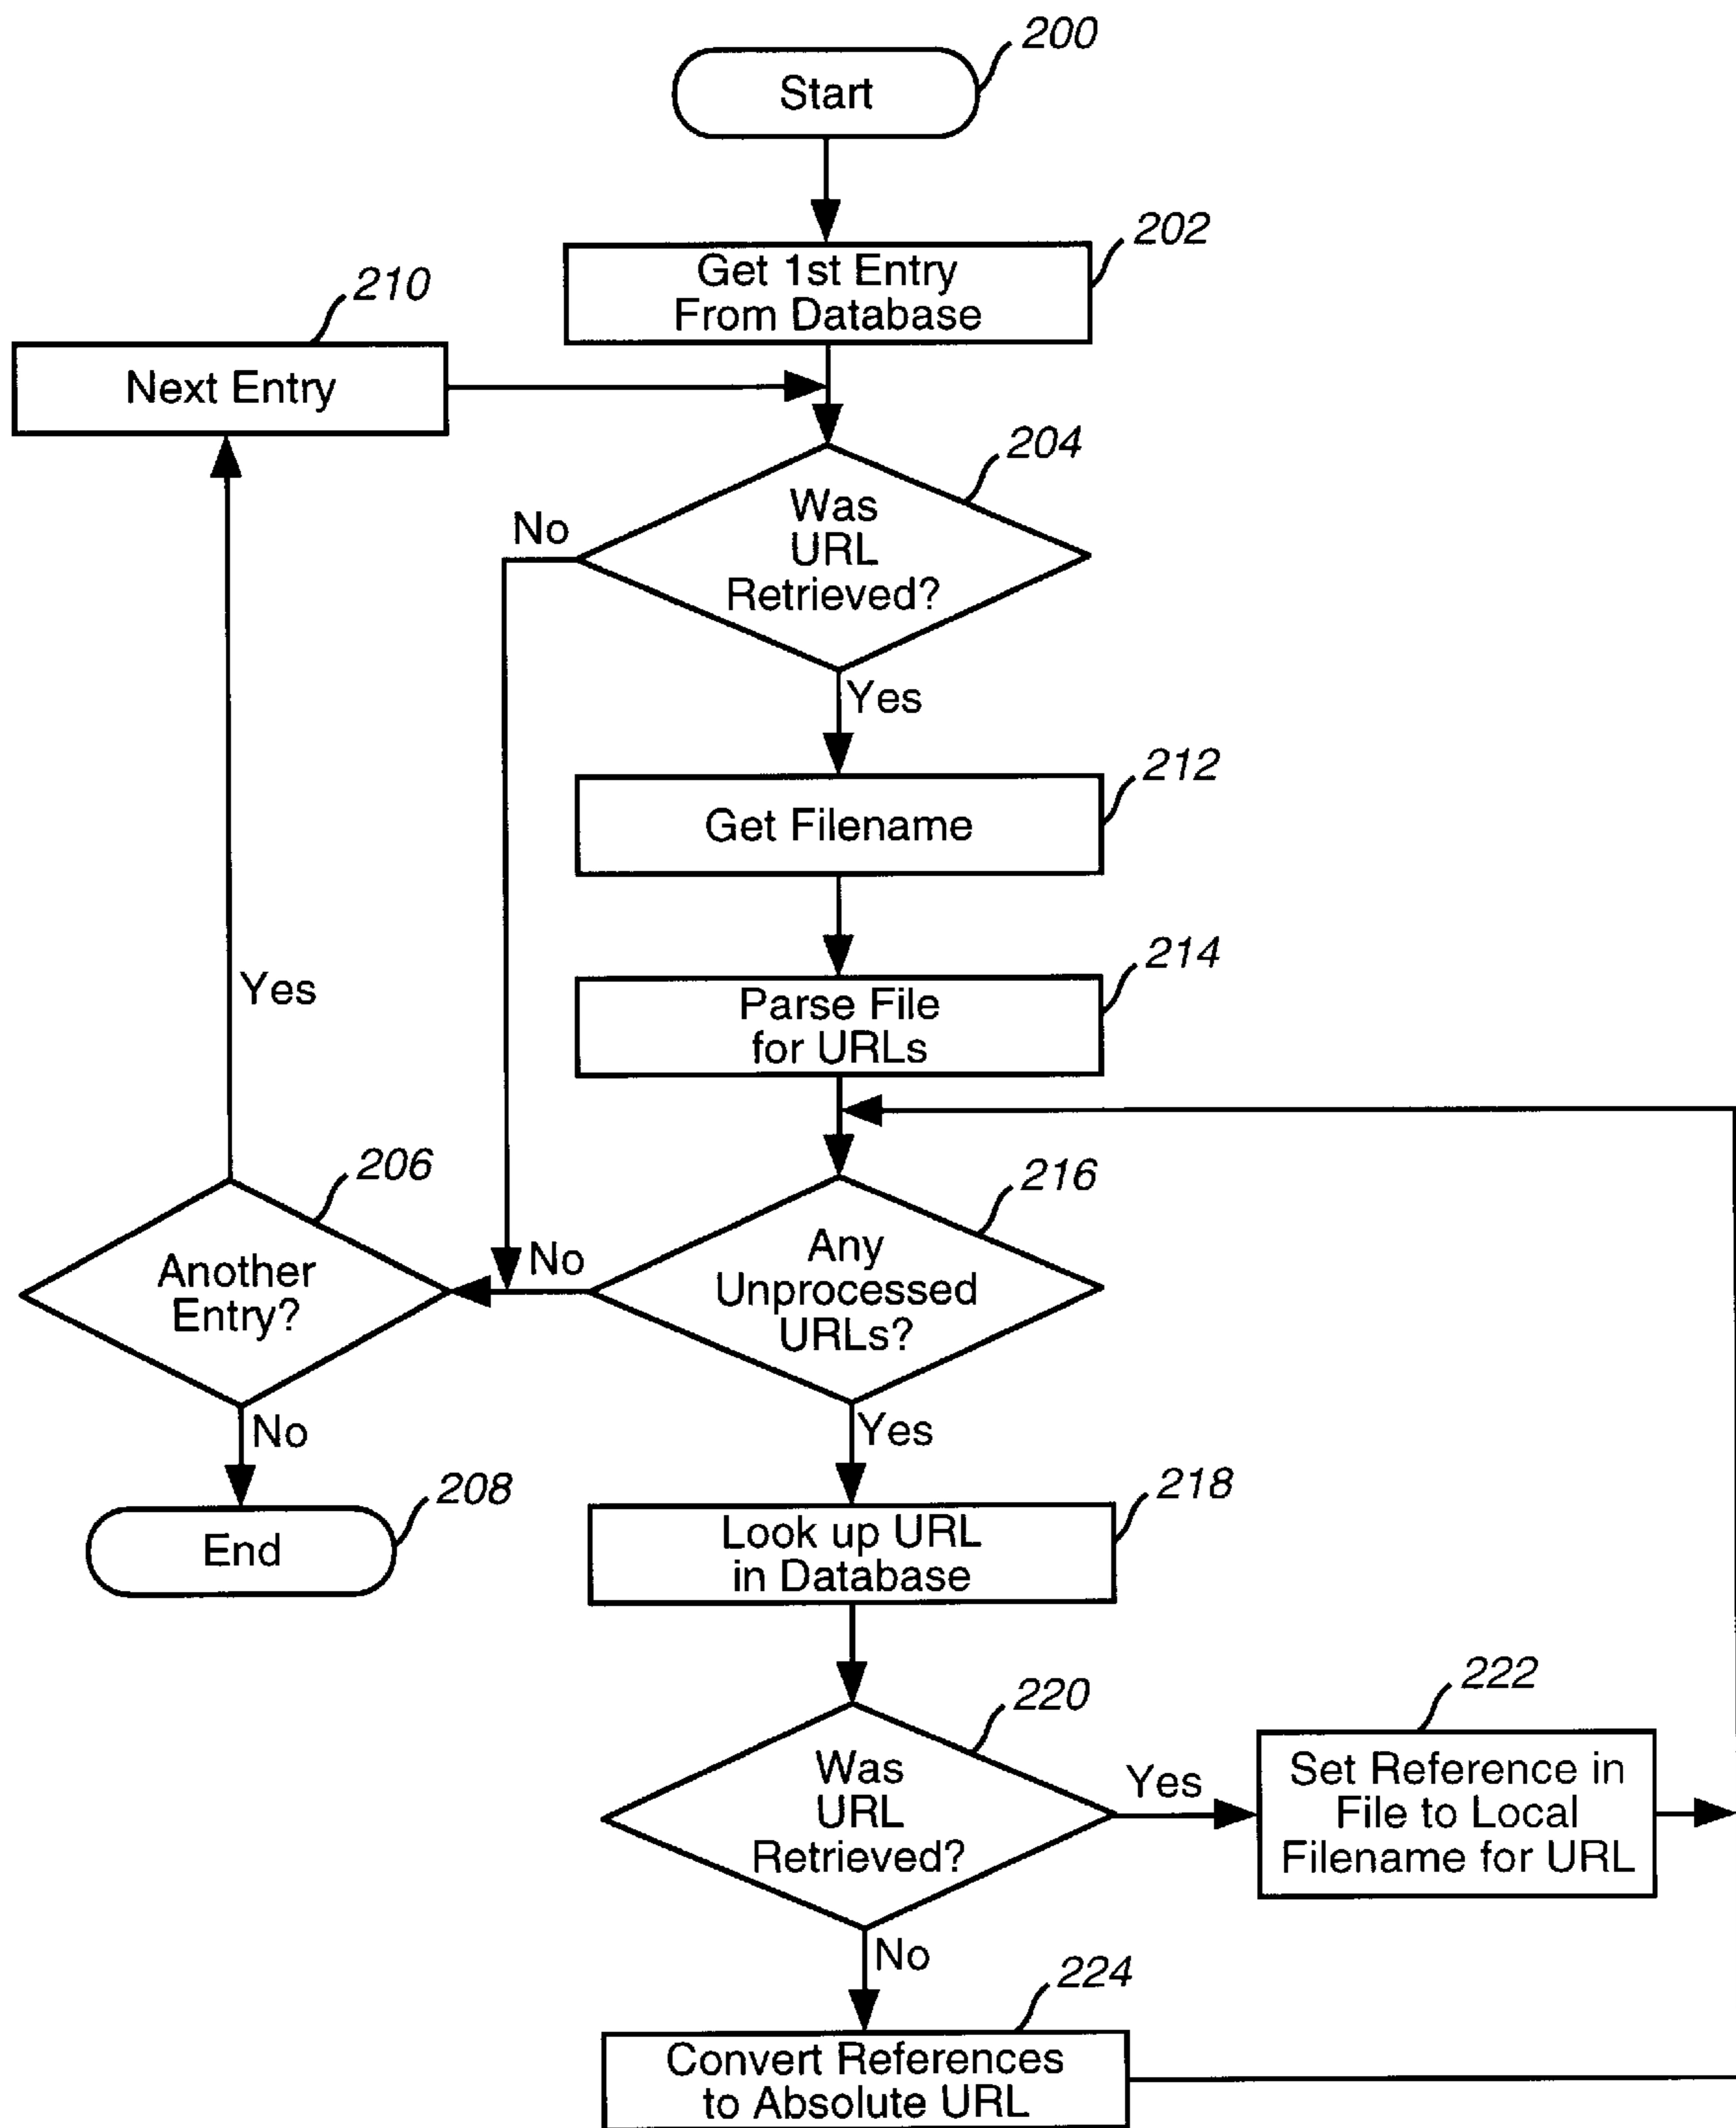 200
Start
202
Get 1st Entry
From Database
210
Next Entry
204
Was
URL
Retrieved?
No
Yes
212
Get Filename
214
Parse File
for URLs
Yes
206
Another
Entry?
No
216
Any
Unprocessed
URLs?
No
Yes
208
End
218
Look up URL
in Database
220
Was
URL
Retrieved?
Yes
222
Set Reference in
File to Local
Filename for URL
No
224
Convert References
to Absolute URL